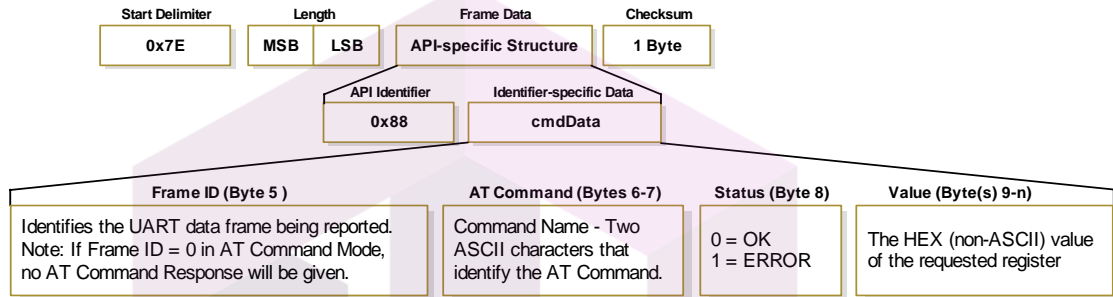 Start Delimiter Length Frame Data Checksum
0x7E MSB LSB API-specific Structure 1 Byte
API Identifier Identifier-specific Data
0x88 cmdData
Frame ID (Byte 5 )
Identifies the UART data frame being reported.
Note: If Frame ID = 0 in AT Command Mode,
no AT Command Response will be given.
AT Command (Bytes 6-7)
Command Name - Two
ASCII characters that
identify the AT Command.
Status (Byte 8)
0 = OK
1 = ERROR
Value (Byte(s) 9-n)
The HEX (non-ASCII) value
of the requested register